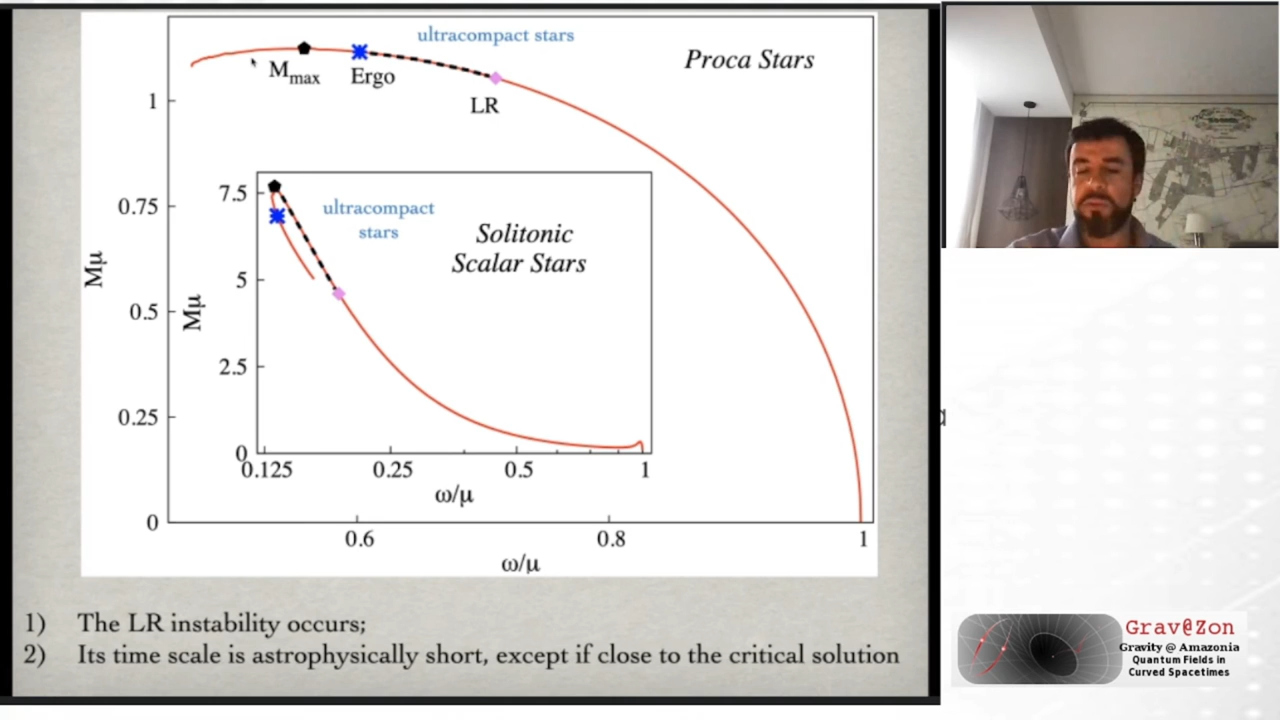 ultracompact stars
Proca Stars
M_max
Ergo
LR
1
0.75
0.5
0.25
0
Mμ
0.6
0.8
1
ω/μ
7.5
5
2.5
0
Mμ
ultracompact
stars
Solitonic
Scalar Stars
0.125
0.25
0.5
1
ω/μ
1) The LR instability occurs;
2) Its time scale is astrophysically short, except if close to the critical solution
Grav@Zon
Gravity @ Amazonia
Quantum Fields in
Curved Spacetimes